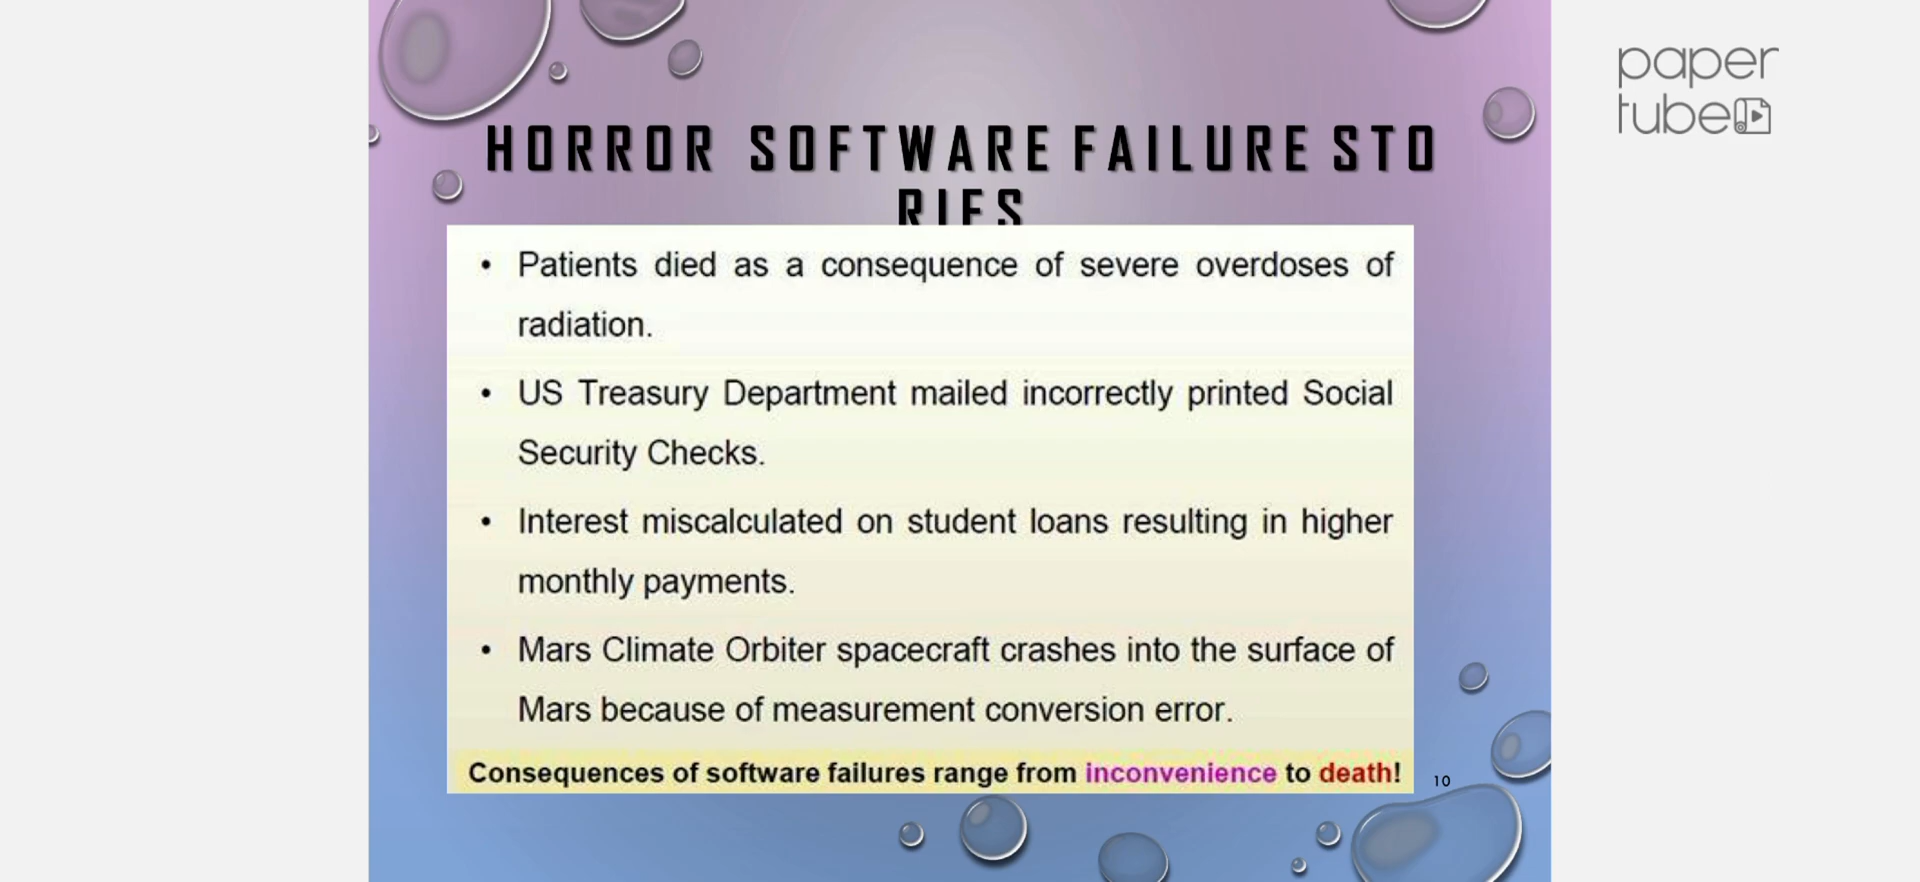 paper
tube
HORROR SOFTWARE FAILURE STO
RIES
• Patients died as a consequence of severe overdoses of
radiation.
• US Treasury Department mailed incorrectly printed Social
Security Checks.
• Interest miscalculated on student loans resulting in higher
monthly payments.
• Mars Climate Orbiter spacecraft crashes into the surface of
Mars because of measurement conversion error.
Consequences of software failures range from inconvenience to death!
10